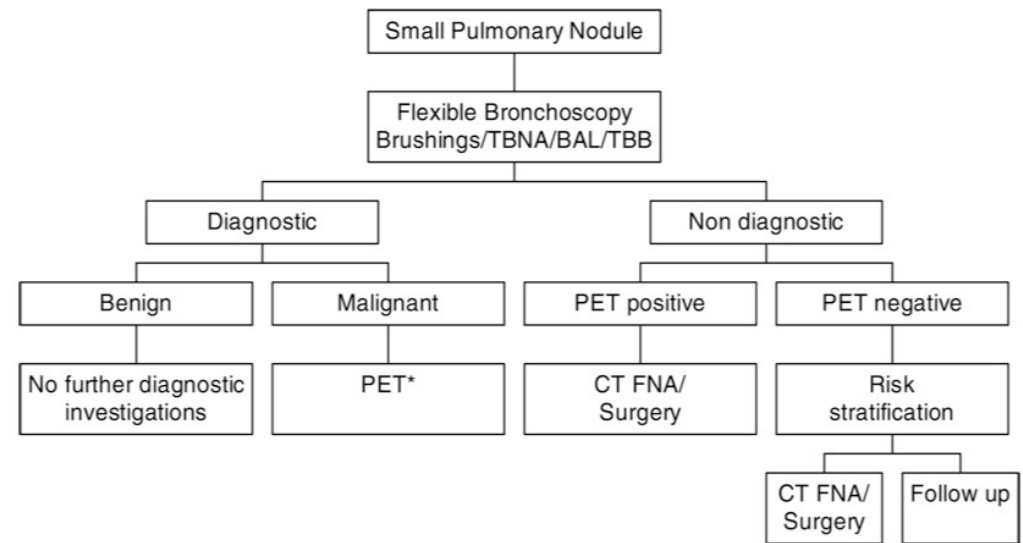 Small Pulmonary Nodule
Flexible Bronchoscopy
Brushings/TBNA/BAL/TBB
Diagnostic
Non diagnostic
Benign
Malignant
PET positive
PET negative
No further diagnostic
investigations
PET*
CT FNA/
Surgery
Risk
stratification
CT FNA/
Surgery
Follow up